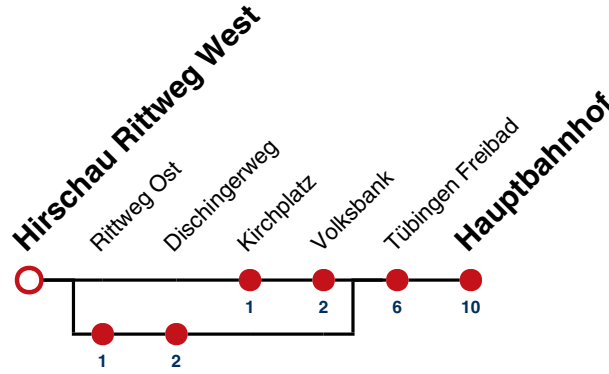 Hirschau Rittweg West
Rittweg Ost
Dischingerweg
Kirchplatz
Volksbank
Tübingen Freibad
Hauptbahnhof
1 2 6 10
1 2